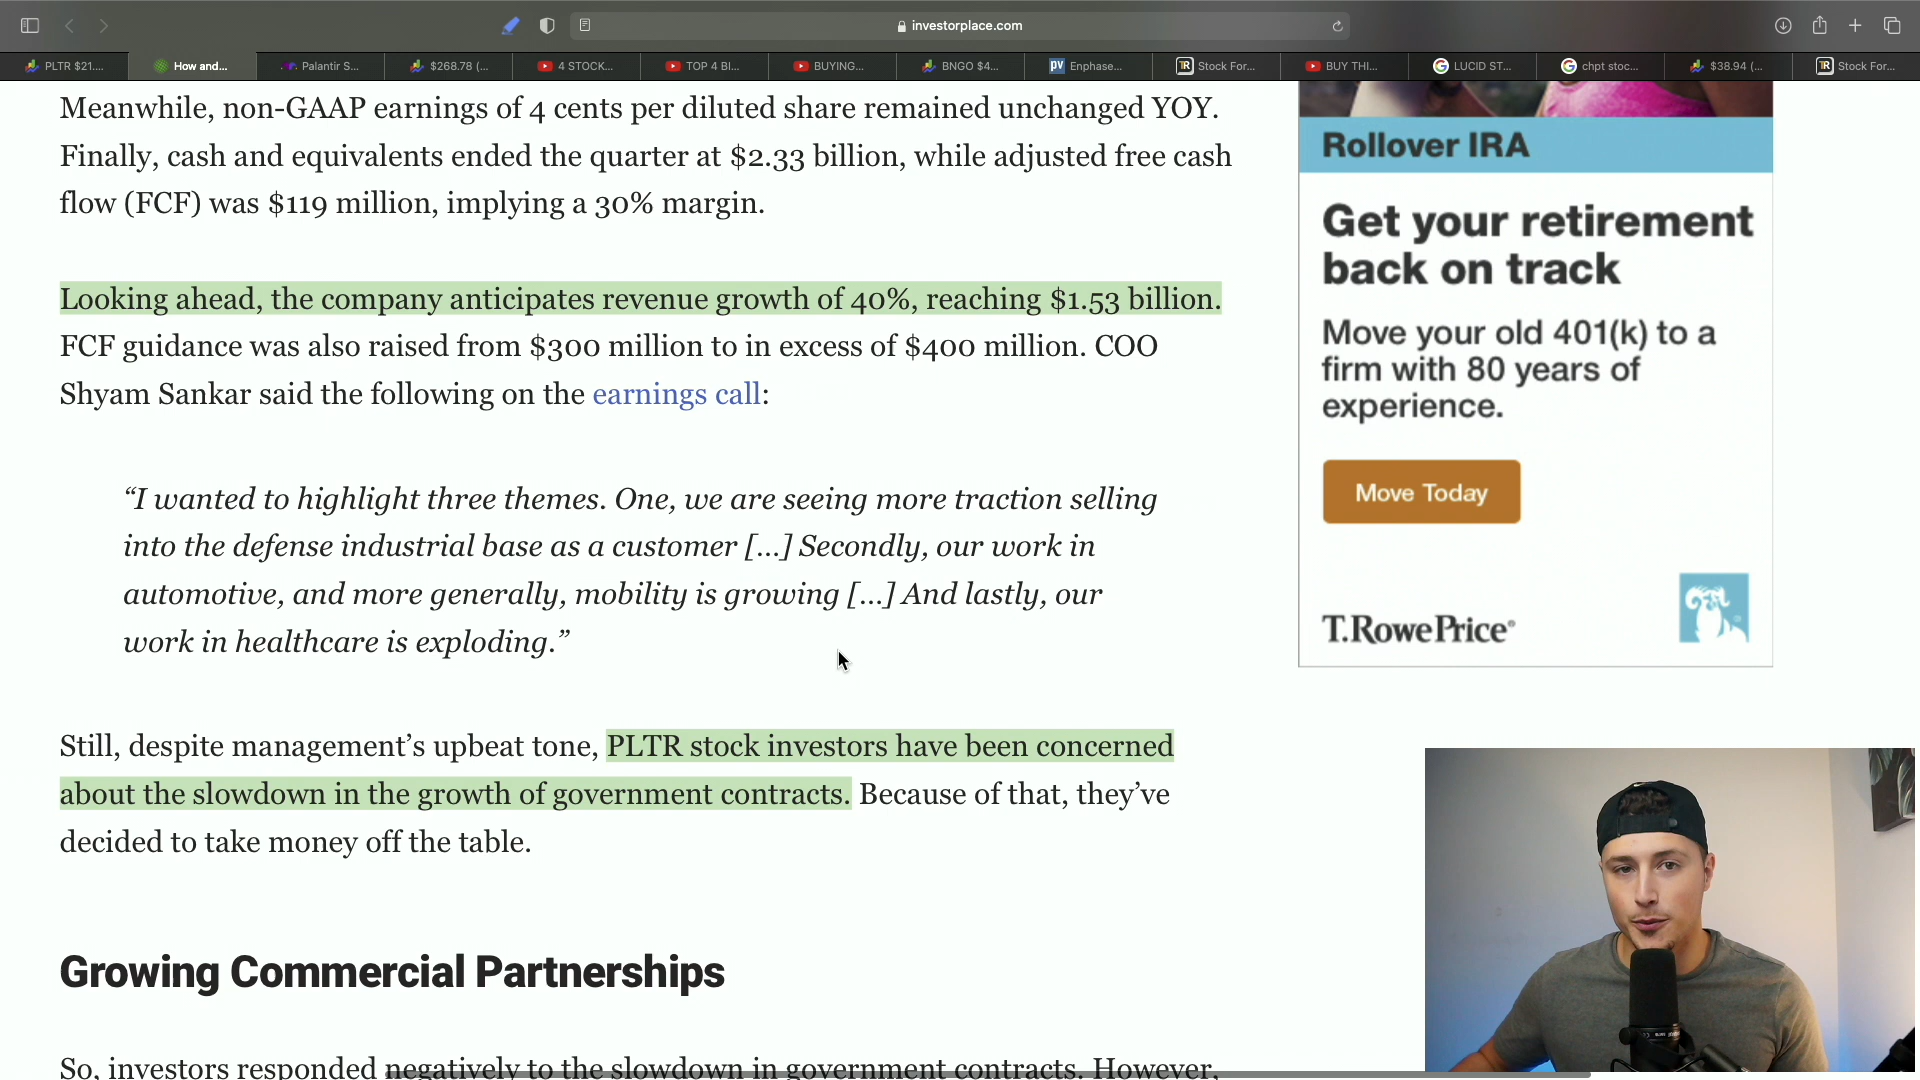 investorplace.com
PLTR $21....
How and...
Palantir S...
$268.78 (...
4 STOCK...
TOP 4 BI...
BUYING...
BNGO $4...
pv Enphase...
TR Stock For...
BUY THI...
G LUCID ST...
G chpt stoc...
$38.94 (...
TR Stock For...
Meanwhile, non-GAAP earnings of 4 cents per diluted share remained unchanged YOY.
Finally, cash and equivalents ended the quarter at $2.33 billion, while adjusted free cash
flow (FCF) was $119 million, implying a 30% margin.
Looking ahead, the company anticipates revenue growth of 40%, reaching $1.53 billion.
FCF guidance was also raised from $300 million to in excess of $400 million. COO
Shyam Sankar said the following on the earnings call:
“I wanted to highlight three themes. One, we are seeing more traction selling
into the defense industrial base as a customer […] Secondly, our work in
automotive, and more generally, mobility is growing […] And lastly, our
work in healthcare is exploding.”
Still, despite management’s upbeat tone, PLTR stock investors have been concerned
about the slowdown in the growth of government contracts. Because of that, they’ve
decided to take money off the table.
Growing Commercial Partnerships
So, investors responded negatively to the slowdown in government contracts. However,
Rollover IRA
Get your retirement
back on track
Move your old 401(k) to a
firm with 80 years of
experience.
Move Today
T.RowePrice®